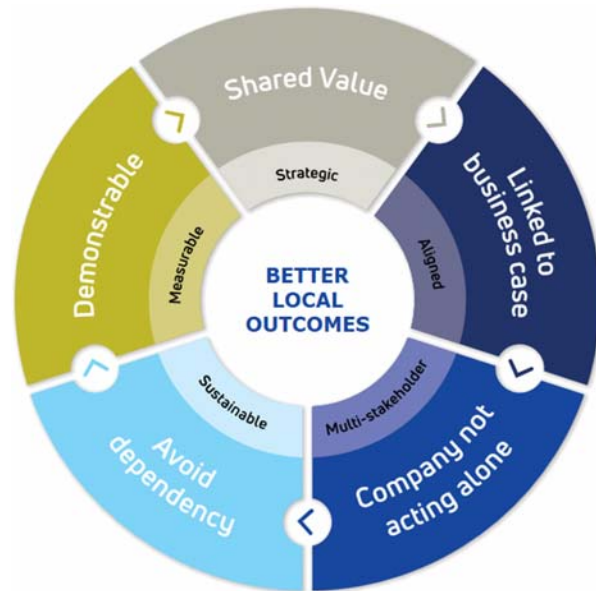 Shared Value
Strategic
Linked to
business case
Aligned
Company not
acting alone
Multi-stakeholder
Avoid
dependency
Sustainable
Demonstrable
Measurable
BETTER
LOCAL
OUTCOMES